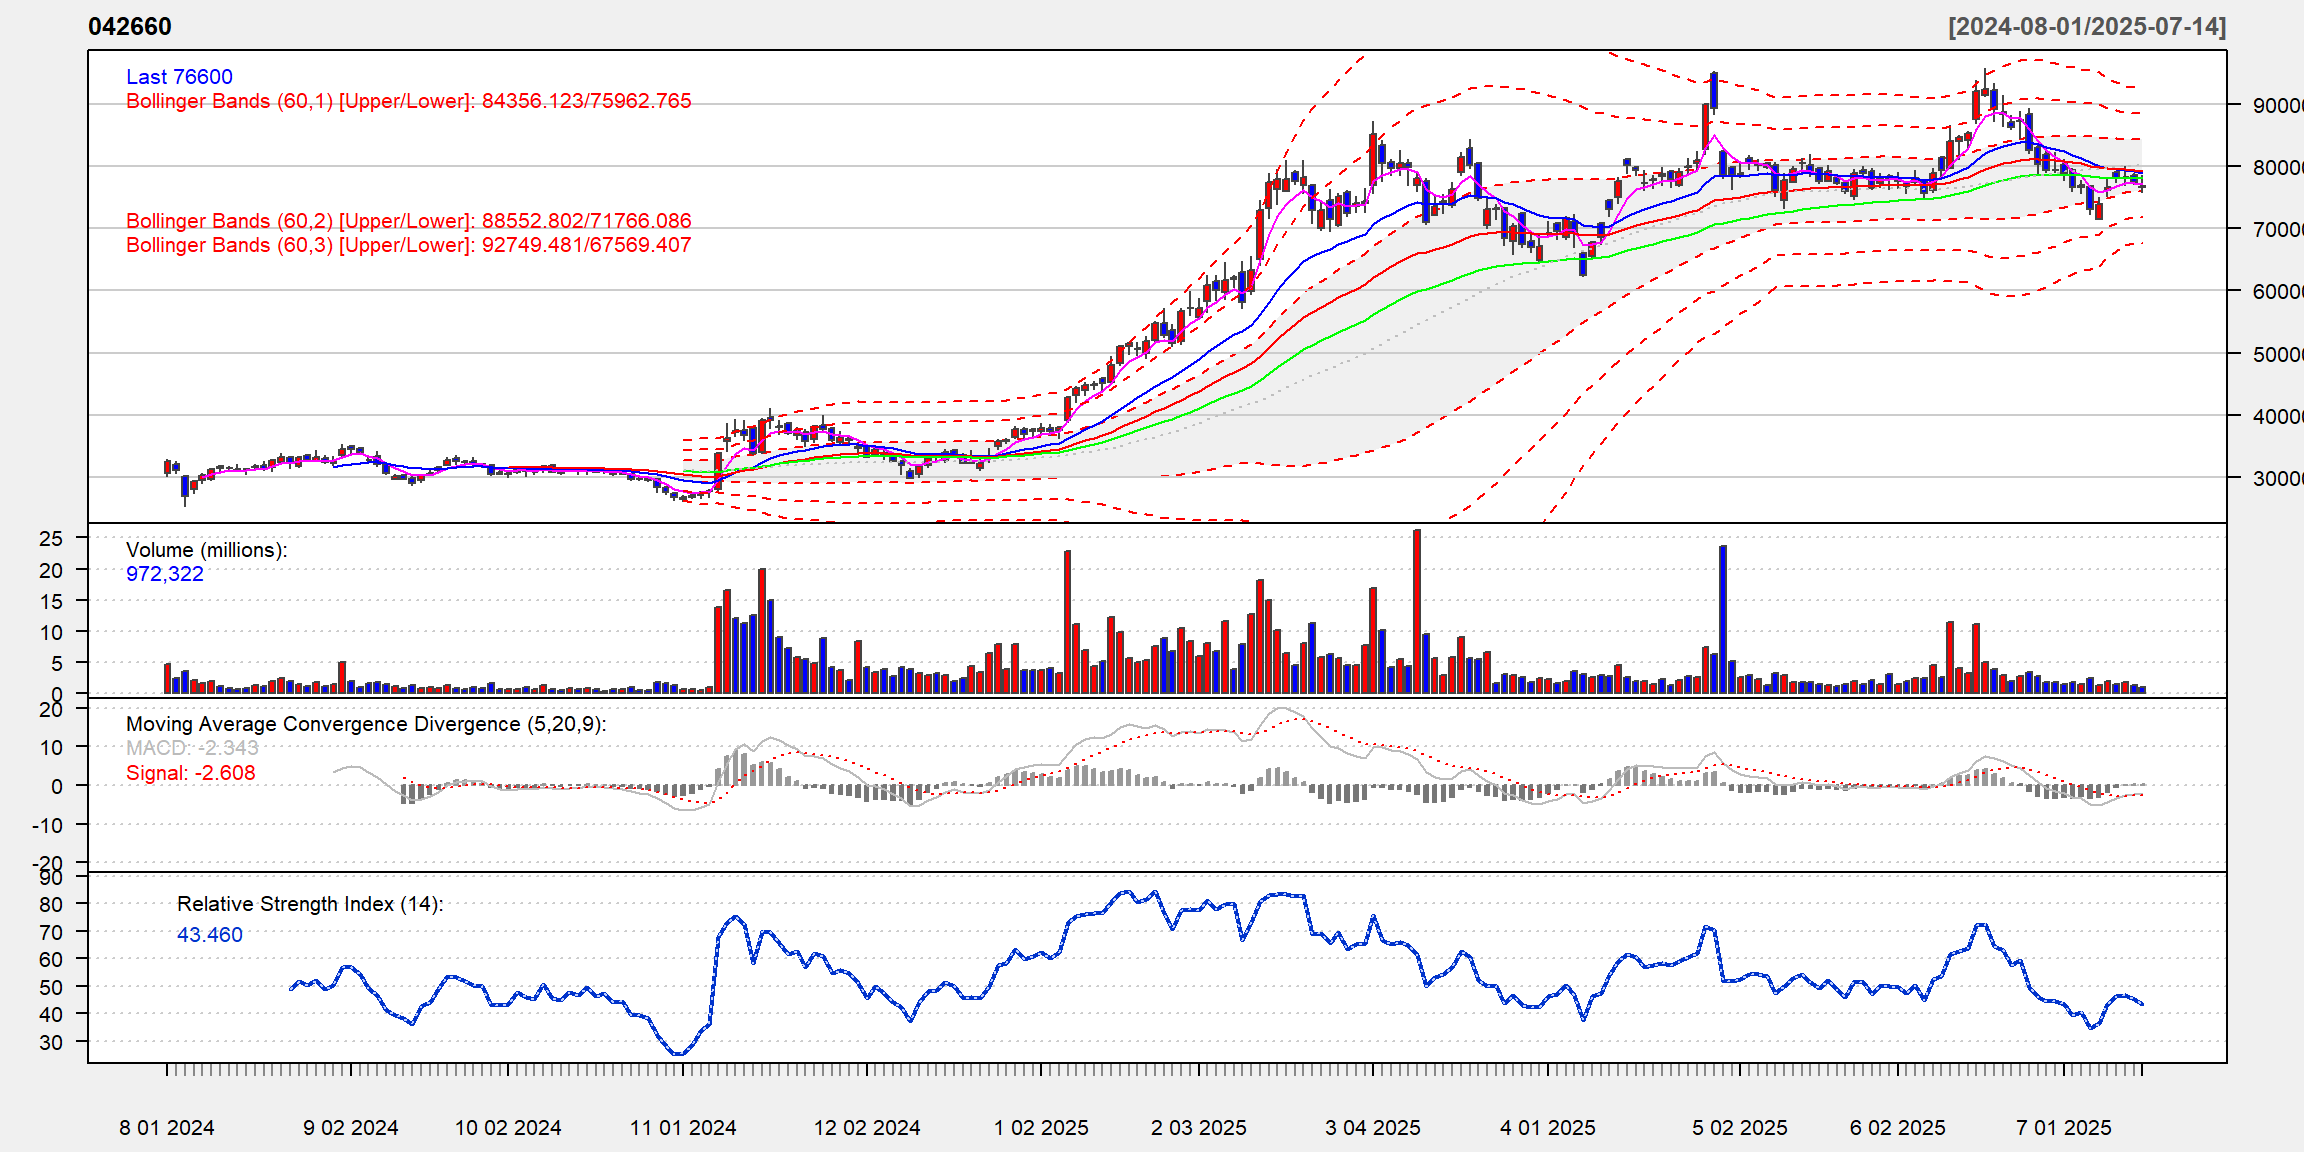 042660
[2024-08-01/2025-07-14]
Last 76600
Bollinger Bands (60,1) [Upper/Lower]: 84356.123/75962.765
Bollinger Bands (60,2) [Upper/Lower]: 88552.802/71766.086
Bollinger Bands (60,3) [Upper/Lower]: 92749.481/67569.407
90000
80000
70000
60000
50000
40000
30000
Volume (millions):
972,322
25
20
15
10
5
0
Moving Average Convergence Divergence (5,20,9):
MACD: -2.343
Signal: -2.608
20
10
0
-10
-20
Relative Strength Index (14):
43.460
90
80
70
60
50
40
30
8 01 2024
9 02 2024
10 02 2024
11 01 2024
12 02 2024
1 02 2025
2 03 2025
3 04 2025
4 01 2025
5 02 2025
6 02 2025
7 01 2025